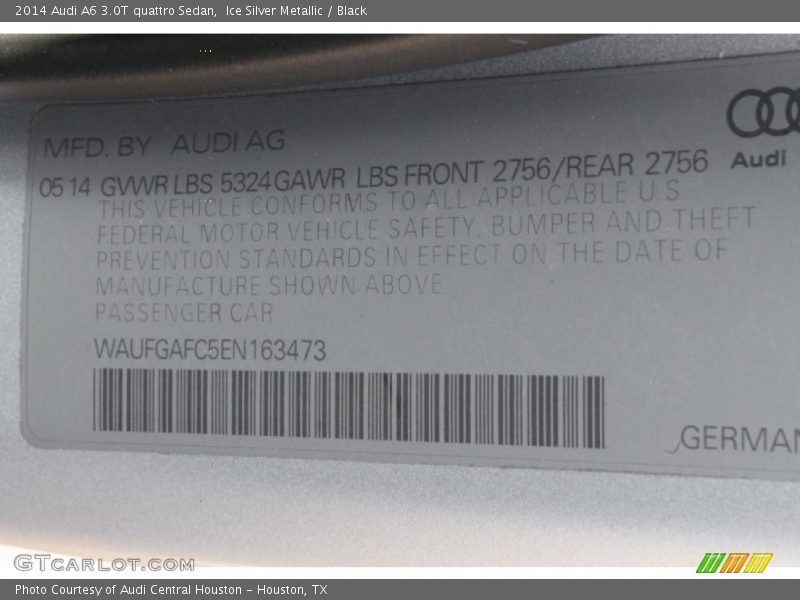 2014 Audi A6 3.0T quattro Sedan,  Ice Silver Metallic / Black
MFD. BY  AUDI AG
Audi
05 14  GVWR LBS 5324 GAWR  LBS FRONT  2756/REAR  2756
THIS VEHICLE CONFORMS TO ALL APPLICABLE U.S
FEDERAL MOTOR VEHICLE SAFETY, BUMPER AND THEFT
PREVENTION STANDARDS IN EFFECT ON THE DATE OF
MANUFACTURE SHOWN ABOVE
PASSENGER CAR
WAUFGAFC5EN163473
GERMAN
GTCARLOT.COM
Photo Courtesy of Audi Central Houston - Houston, TX